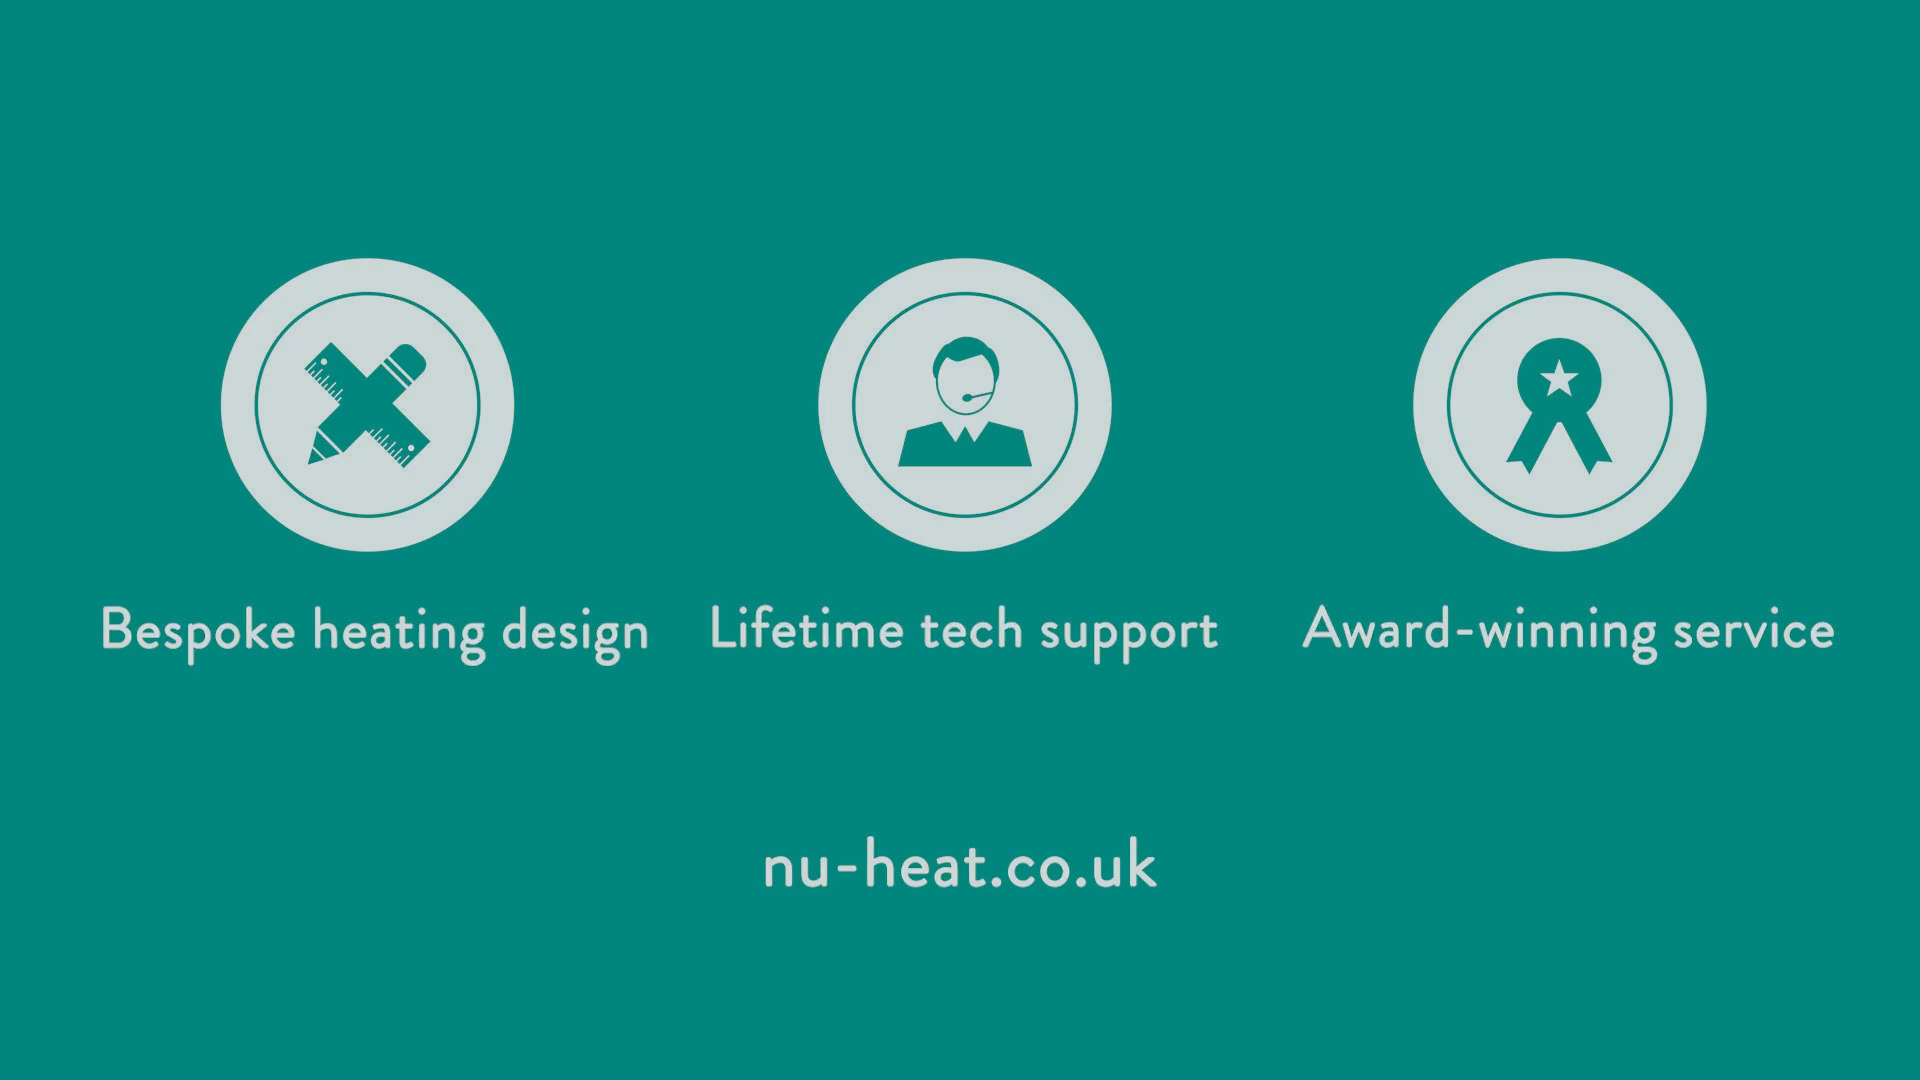 Bespoke heating design
Lifetime tech support
Award-winning service
nu-heat.co.uk